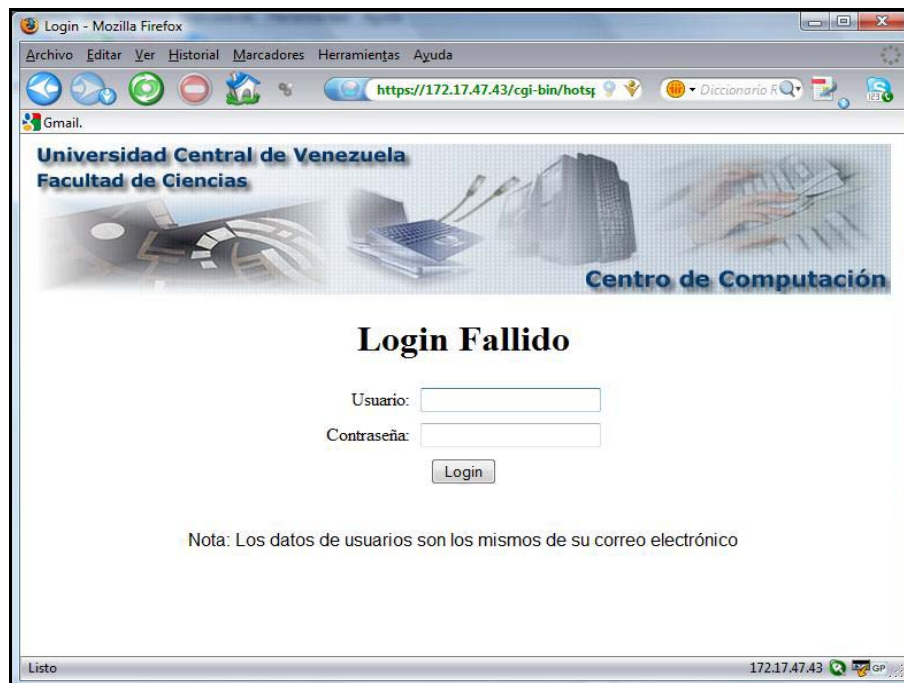 Login - Mozilla Firefox
Archivo Editar Ver Historial Marcadores Herramientas Ayuda
https://172.17.47.43/cgi-bin/hots Diccionario R
Gmail.
Universidad Central de Venezuela
Facultad de Ciencias
Centro de Computación
Login Fallido
Usuario:
Contraseña:
Login
Nota: Los datos de usuarios son los mismos de su correo electrónico
Listo 172.17.47.43 GP